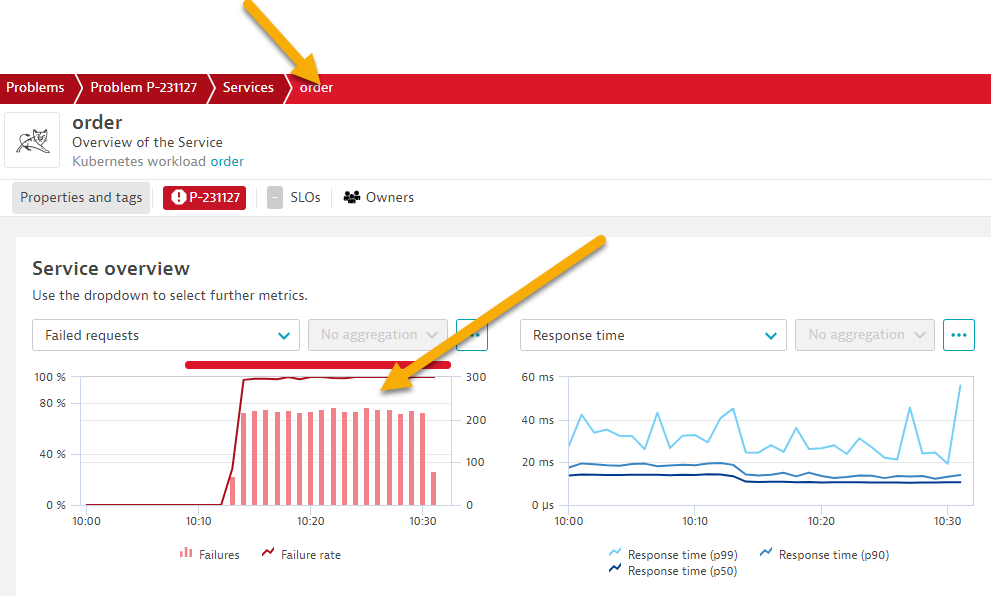 Problems Problem P-231127 Services order
order
Overview of the Service
Kubernetes workload order
Properties and tags P-231127 - SLOs Owners
Service overview
Use the dropdown to select further metrics.
Failed requests No aggregation ... Response time No aggregation ...
100 % 300 60 ms
80 %
200 40 ms
40 %
100 20 ms
0 % 0 0 µs
10:00 10:10 10:20 10:30 10:00 10:10 10:20 10:30
Failures Failure rate Response time (p99) Response time (p90)
Response time (p50)